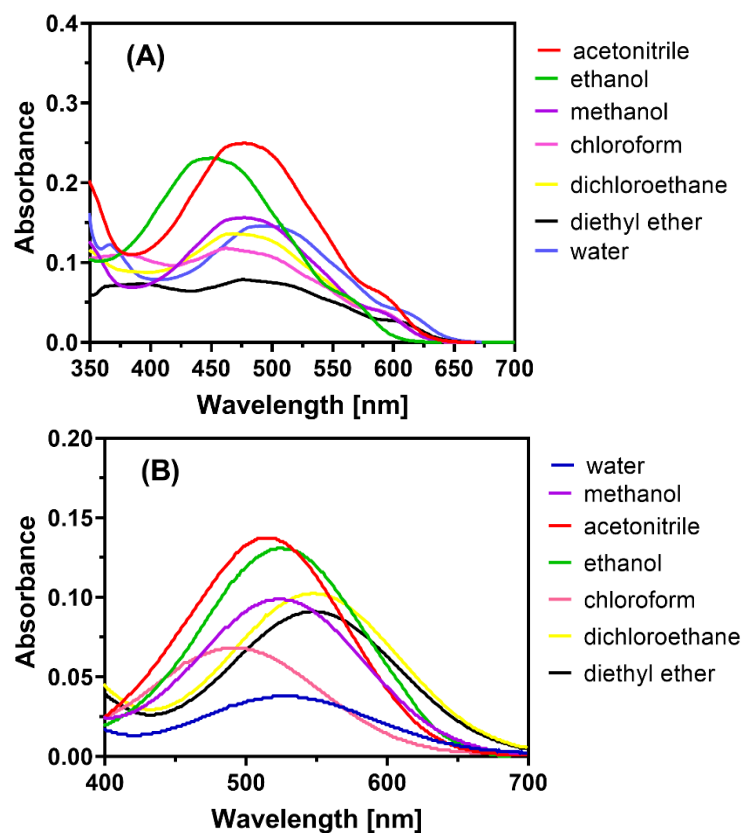 (A)
Absorbance
0.4
0.3
0.2
0.1
0.0
350 400 450 500 550 600 650 700
Wavelength [nm]
acetonitrile
ethanol
methanol
chloroform
dichloroethane
diethyl ether
water
(B)
Absorbance
0.20
0.15
0.10
0.05
0.00
400 500 600 700
Wavelength [nm]
water
methanol
acetonitrile
ethanol
chloroform
dichloroethane
diethyl ether